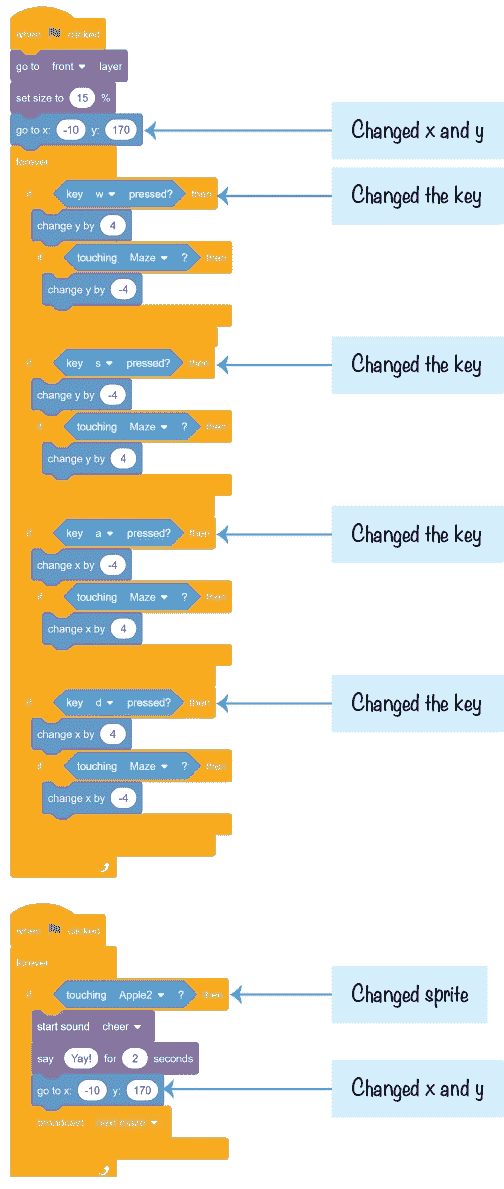 when clicked
go to front layer
set size to 15 %
go to x: -10 y: 170
Changed x and y
forever
if key w pressed? then
Changed the key
change y by 4
if touching Maze ? then
change y by -4
if key s pressed? then
Changed the key
change y by -4
if touching Maze ? then
change y by 4
if key a pressed? then
Changed the key
change x by -4
if touching Maze ? then
change x by 4
if key d pressed? then
Changed the key
change x by 4
if touching Maze ? then
change x by -4
when clicked
forever
if touching Apple2 ? then
Changed sprite
start sound cheer
say Yay! for 2 seconds
go to x: -10 y: 170
Changed x and y
broadcast next maze